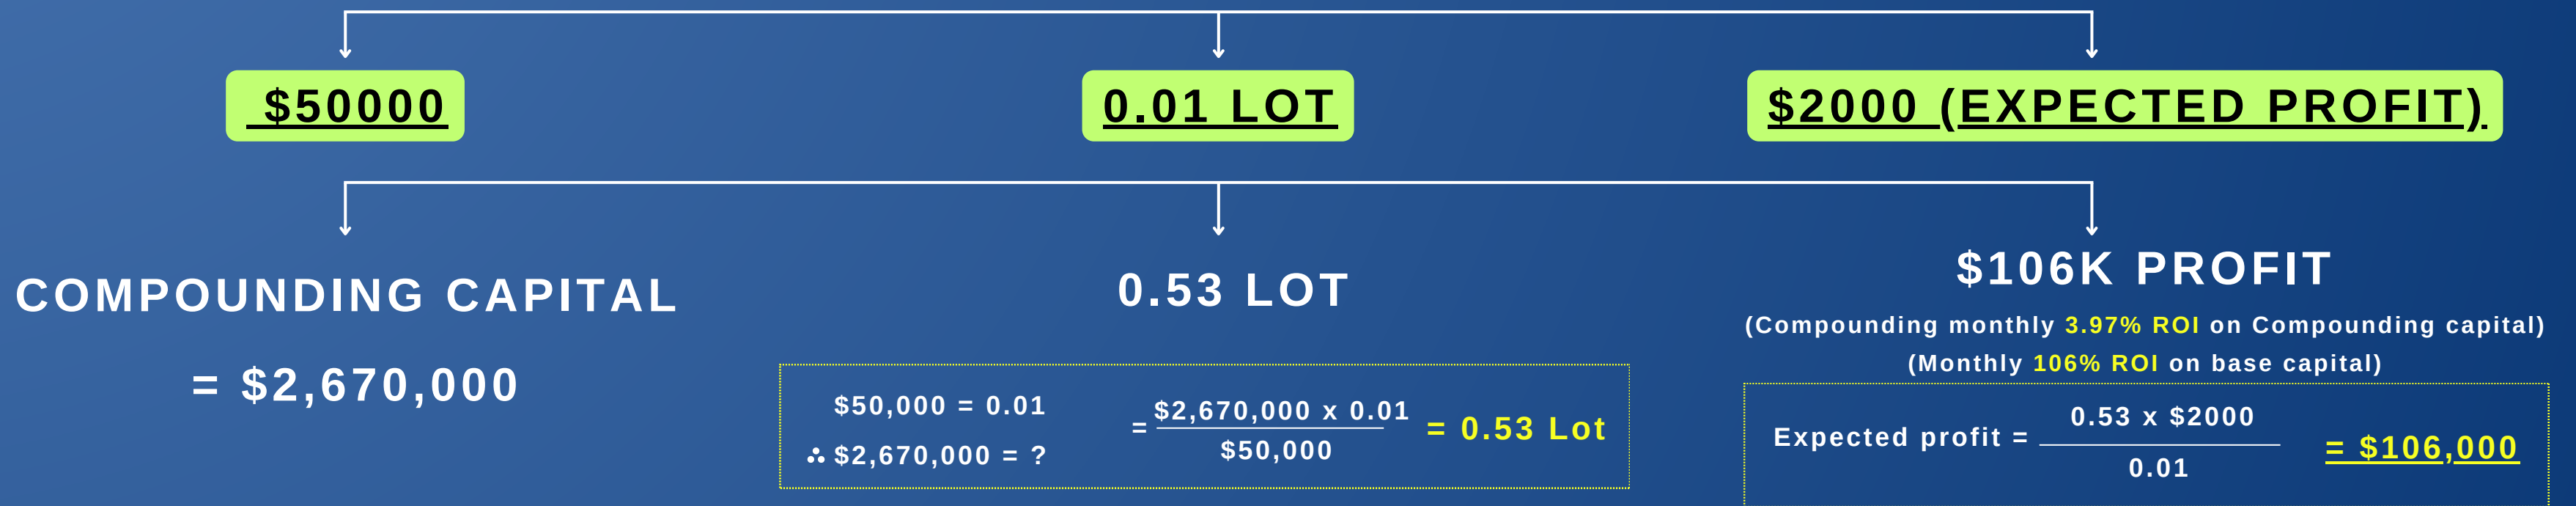 $50000
0.01 LOT
$2000 (EXPECTED PROFIT)
COMPOUNDING CAPITAL
= $2,670,000
0.53 LOT
$50,000 = 0.01
∴ $2,670,000 = ?
= $2,670,000 x 0.01
$50,000
= 0.53 Lot
$106K PROFIT
(Compounding monthly 3.97% ROI on Compounding capital)
(Monthly 106% ROI on base capital)
Expected profit = 0.53 x $2000
0.01
= $106,000